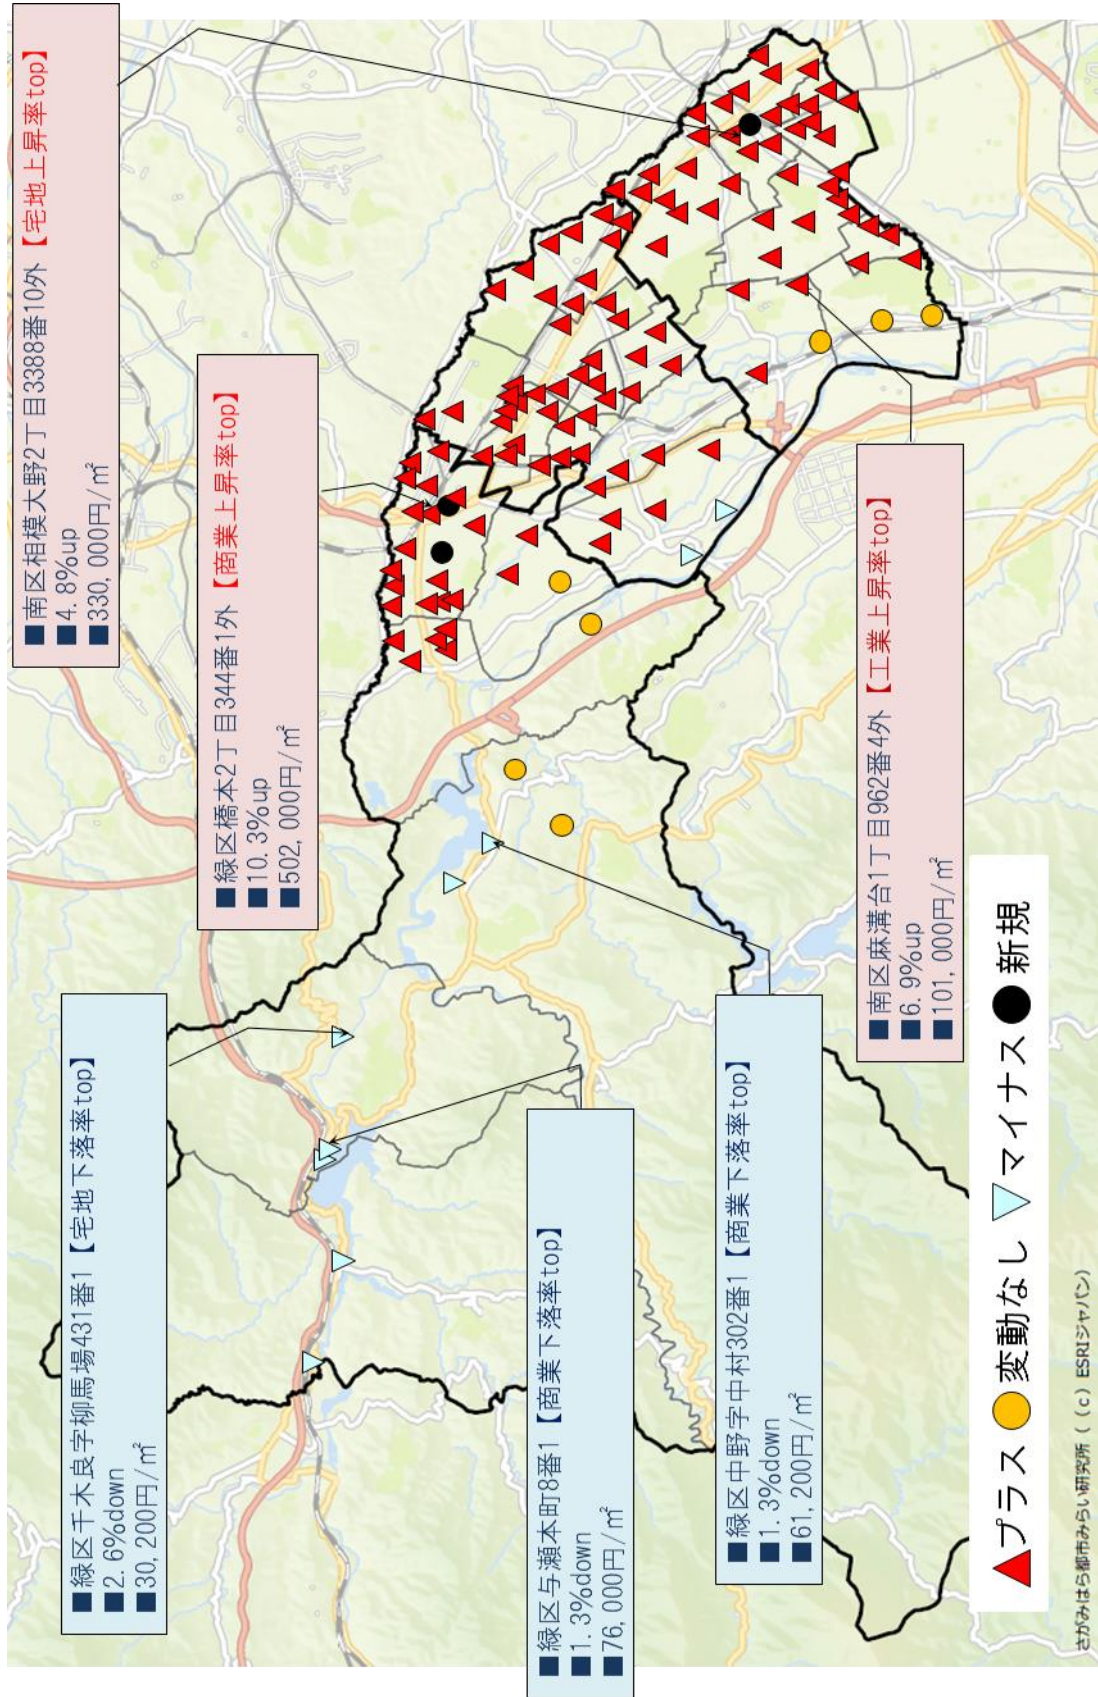 ■緑区千木良字柳馬場431番1【宅地下落率top】
■2.6%down
■30,200円/㎡
■緑区橋本2丁目344番1外【商業上昇率top】
■10.3%up
■502,000円/㎡
■南区相模大野2丁目3388番10外【宅地上昇率top】
■4.8%up
■330,000円/㎡
■緑区与瀬本町8番1【商業下落率top】
■1.3%down
■76,000円/㎡
■緑区中野字中村302番1【商業下落率top】
■1.3%down
■61,200円/㎡
■南区麻溝台1丁目962番4外【工業上昇率top】
■6.9%up
■101,000円/㎡
▲プラス ●変動なし ▽マイナス ●新規
さがみはら都市みらい研究所（（c）ESRIジャパン）